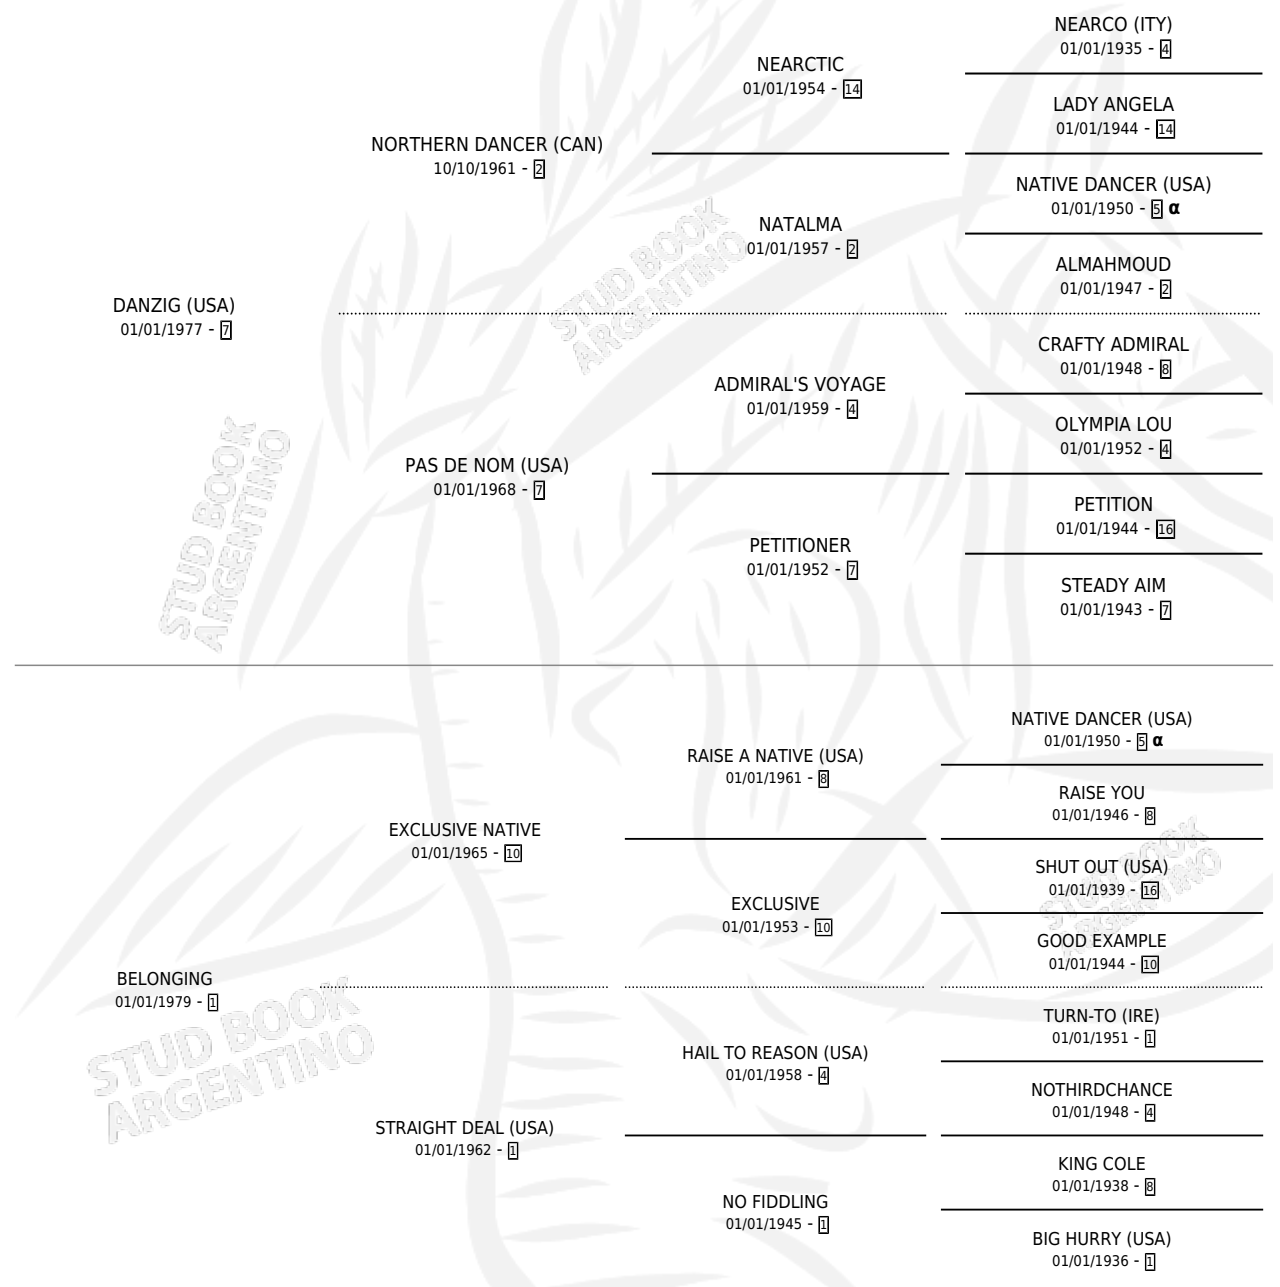 NEARCO (ITY)
01/01/1935 - 4
NEARCTIC
01/01/1954 - 14
LADY ANGELA
01/01/1944 - 14
NORTHERN DANCER (CAN)
10/10/1961 - 2
NATIVE DANCER (USA)
01/01/1950 - 5 α
NATALMA
01/01/1957 - 2
ALMAHMOUD
01/01/1947 - 2
DANZIG (USA)
01/01/1977 - 7
CRAFTY ADMIRAL
01/01/1948 - 8
ADMIRAL'S VOYAGE
01/01/1959 - 4
OLYMPIA LOU
01/01/1952 - 4
PAS DE NOM (USA)
01/01/1968 - 7
PETITION
01/01/1944 - 16
PETITIONER
01/01/1952 - 7
STEADY AIM
01/01/1943 - 7
STUD BOOK
ARGENTINO
STUD BOOK
ARGENTINO
NATIVE DANCER (USA)
01/01/1950 - 5 α
RAISE A NATIVE (USA)
01/01/1961 - 8
RAISE YOU
01/01/1946 - 8
EXCLUSIVE NATIVE
01/01/1965 - 10
SHUT OUT (USA)
01/01/1939 - 16
EXCLUSIVE
01/01/1953 - 10
GOOD EXAMPLE
01/01/1944 - 10
STUD BOOK
ARGENTINO
BELONGING
01/01/1979 - 1
TURN-TO (IRE)
01/01/1951 - 1
HAIL TO REASON (USA)
01/01/1958 - 4
NOTHIRDCHANCE
01/01/1948 - 4
STRAIGHT DEAL (USA)
01/01/1962 - 1
KING COLE
01/01/1938 - 8
NO FIDDLING
01/01/1945 - 1
BIG HURRY (USA)
01/01/1936 - 1
STUD BOOK
ARGENTINO